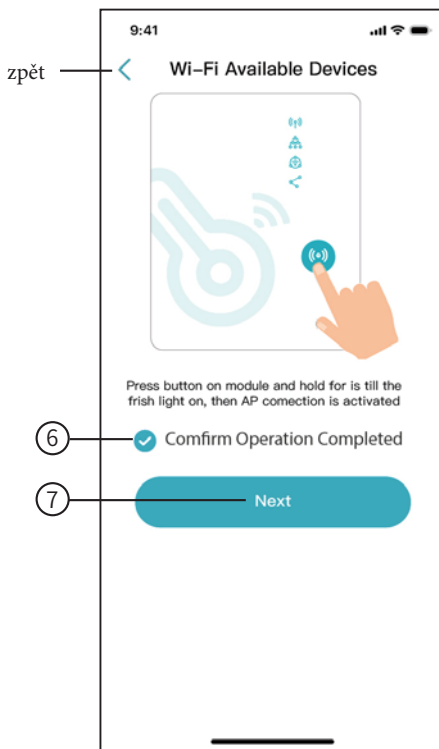 9:41
zpět
Wi-Fi Available Devices
Press button on module and hold for is till the
frish light on, then AP comection is activated
6
Comfirm Operation Completed
7
Next